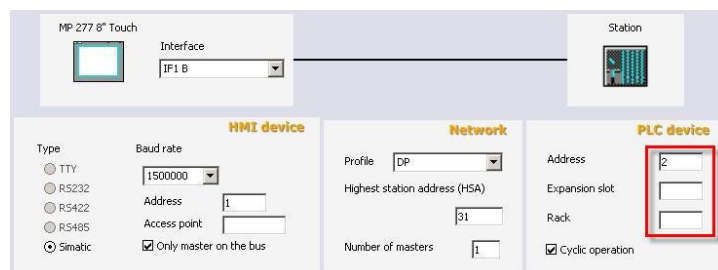 MP 277 8" Touch
Interface
IF1 B
Station
HMI device
Type
Baud rate
TTY
1500000
RS232
Address
1
RS422
Access point
RS485
Simatic
Only master on the bus
Network
Profile
DP
Highest station address (HSA)
31
Number of masters
1
PLC device
Address
2
Expansion slot
Rack
Cyclic operation